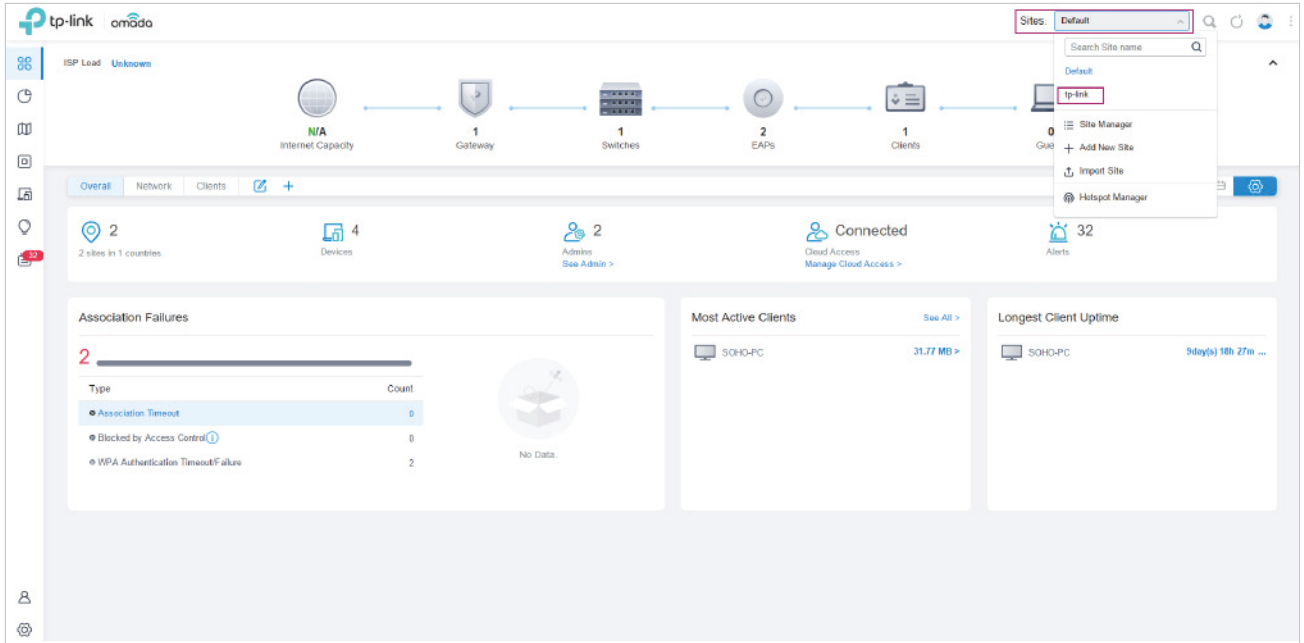 tp-link omada
Sites: Default
Search Site name
Default
tp-link
Site Manager
Add New Site
Import Site
Hotspot Manager
ISP Load Unknown
N/A
Internet Capacity
1
Gateway
1
Switches
2
EAPs
1
Clients
0
Gue
Overall Network Clients
2
2 sites in 1 countries
4
Devices
2
Admins
See Admin >
Connected
Cloud Access
Manage Cloud Access >
32
Alerts
32
Association Failures
2
Type Count
Association Timeout 0
Blocked by Access Control 0
WPA Authentication Timeout/Failure 2
No Data.
Most Active Clients See All >
SOHO-PC 31.77 MB >
Longest Client Uptime
SOHO-PC 9day(s) 18h 27m ...